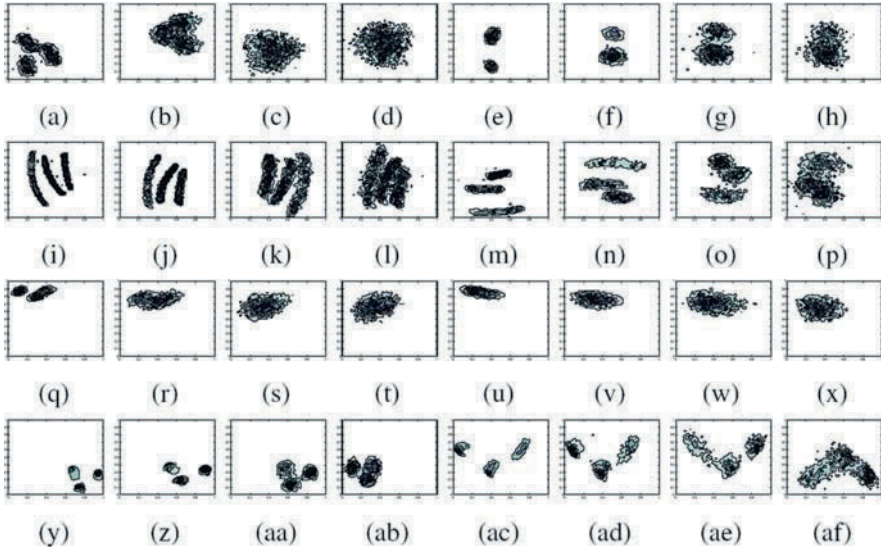 (a) (b) (c) (d) (e) (f) (g) (h)
(i) (j) (k) (l) (m) (n) (o) (p)
(q) (r) (s) (t) (u) (v) (w) (x)
(y) (z) (aa) (ab) (ac) (ad) (ae) (af)